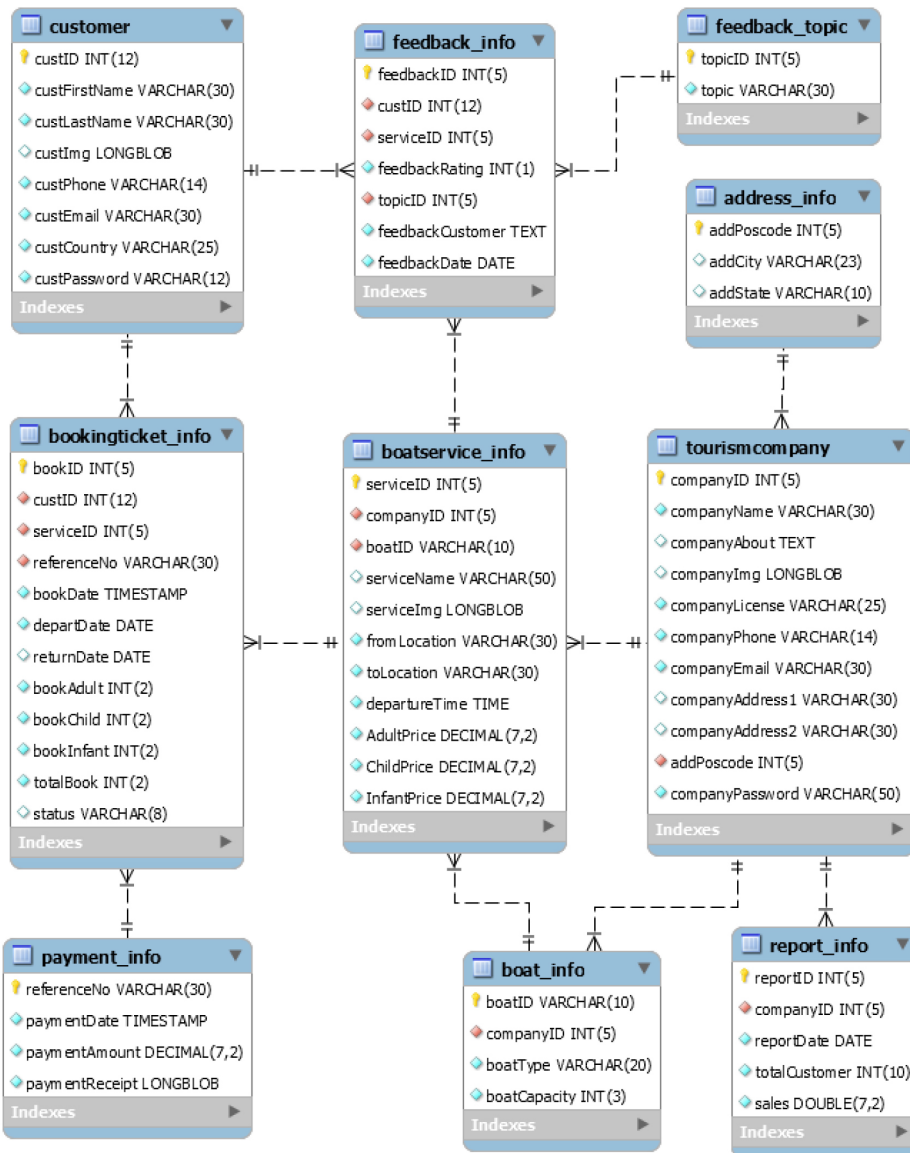 customer
custID INT(12)
custFirstName VARCHAR(30)
custLastName VARCHAR(30)
custImg LONGBLOB
custPhone VARCHAR(14)
custEmail VARCHAR(30)
custCountry VARCHAR(25)
custPassword VARCHAR(12)
Indexes
feedback_info
feedbackID INT(5)
custID INT(12)
serviceID INT(5)
feedbackRating INT(1)
topicID INT(5)
feedbackCustomer TEXT
feedbackDate DATE
Indexes
feedback_topic
topicID INT(5)
topic VARCHAR(30)
Indexes
address_info
addPoscode INT(5)
addCity VARCHAR(23)
addState VARCHAR(10)
Indexes
bookingticket_info
bookID INT(5)
custID INT(12)
serviceID INT(5)
referenceNo VARCHAR(30)
bookDate TIMESTAMP
departDate DATE
returnDate DATE
bookAdult INT(2)
bookChild INT(2)
bookInfant INT(2)
totalBook INT(2)
status VARCHAR(8)
Indexes
boatservice_info
serviceID INT(5)
companyID INT(5)
boatID VARCHAR(10)
serviceName VARCHAR(50)
serviceImg LONGBLOB
fromLocation VARCHAR(30)
toLocation VARCHAR(30)
departureTime TIME
AdultPrice DECIMAL(7,2)
ChildPrice DECIMAL(7,2)
InfantPrice DECIMAL(7,2)
Indexes
tourismcompany
companyID INT(5)
companyName VARCHAR(30)
companyAbout TEXT
companyImg LONGBLOB
companyLicense VARCHAR(25)
companyPhone VARCHAR(14)
companyEmail VARCHAR(30)
companyAddress1 VARCHAR(30)
companyAddress2 VARCHAR(30)
addPoscode INT(5)
companyPassword VARCHAR(50)
Indexes
payment_info
referenceNo VARCHAR(30)
paymentDate TIMESTAMP
paymentAmount DECIMAL(7,2)
paymentReceipt LONGBLOB
Indexes
boat_info
boatID VARCHAR(10)
companyID INT(5)
boatType VARCHAR(20)
boatCapacity INT(3)
Indexes
report_info
reportID INT(5)
companyID INT(5)
reportDate DATE
totalCustomer INT(10)
sales DOUBLE(7,2)
Indexes